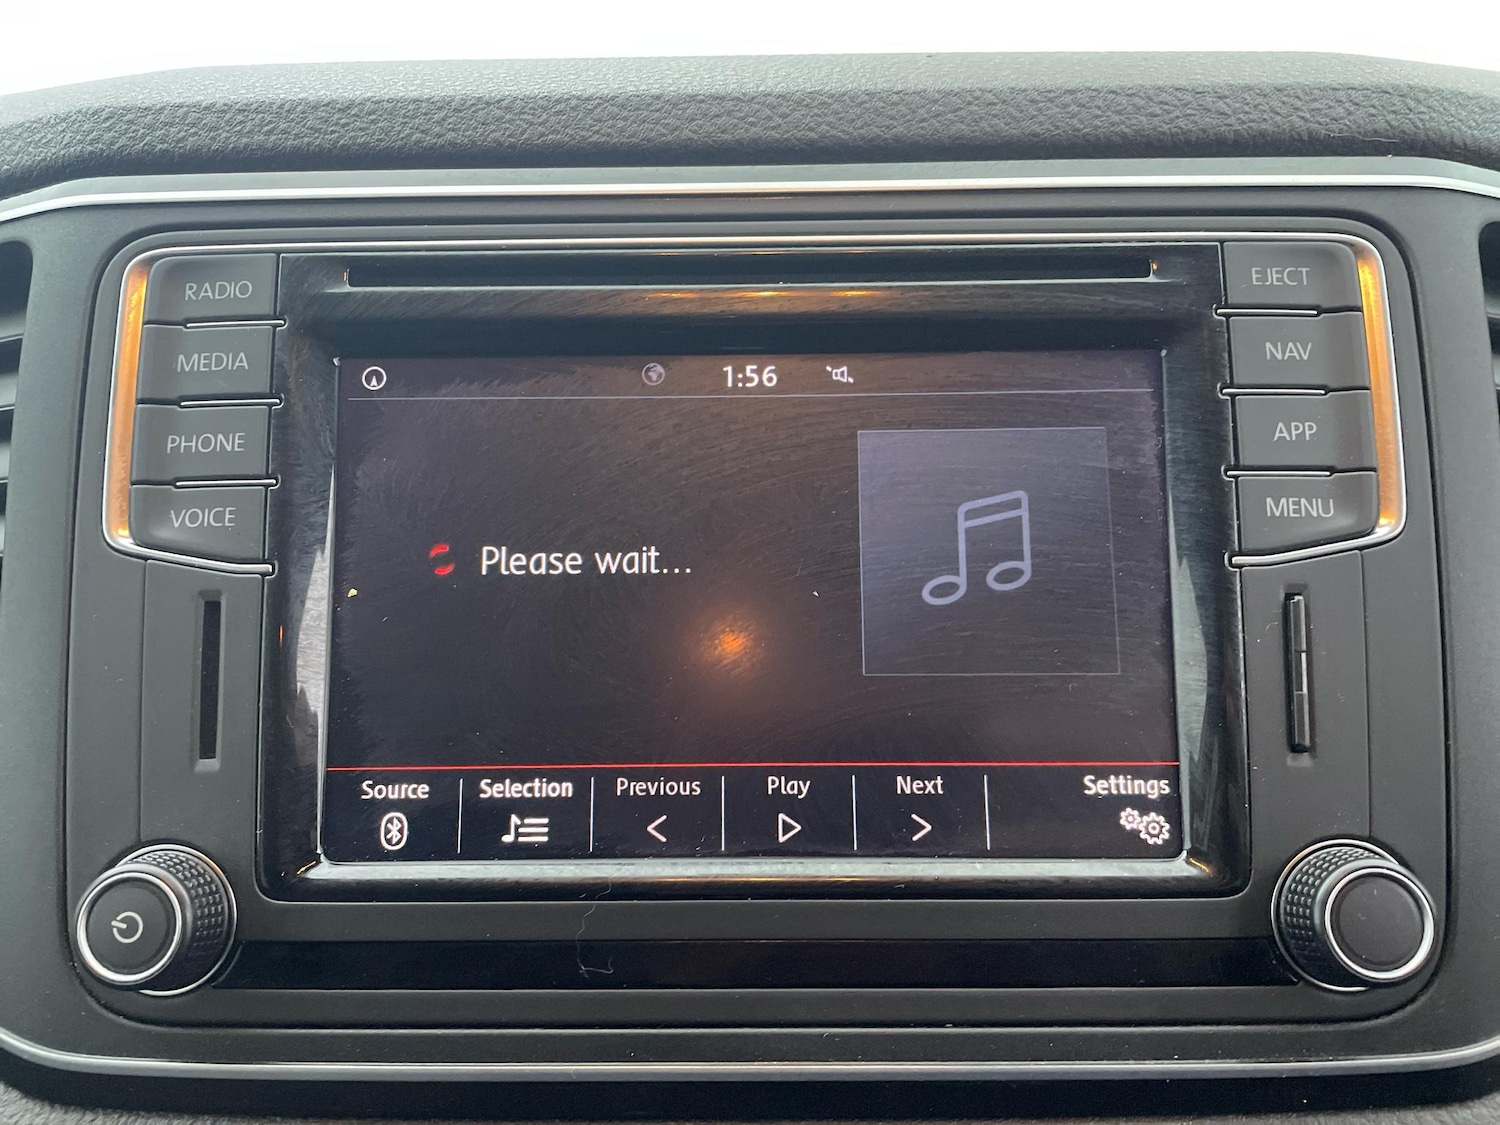 RADIO
MEDIA
PHONE
VOICE
EJECT
NAV
APP
MENU
1:56
Please wait...
Source
Selection
Previous
Play
Next
Settings